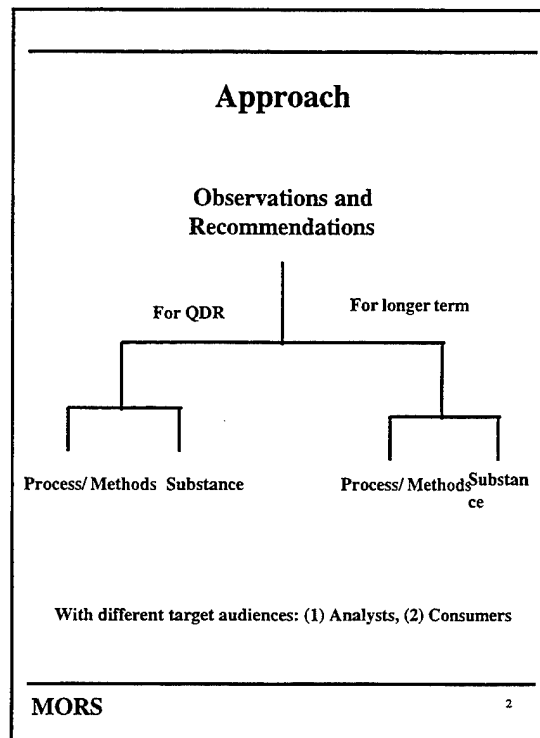 Approach
Observations and
Recommendations
For QDR
For longer term
Process/ Methods Substance
Process/ Methods Substan
ce
With different target audiences: (1) Analysts, (2) Consumers
MORS
2